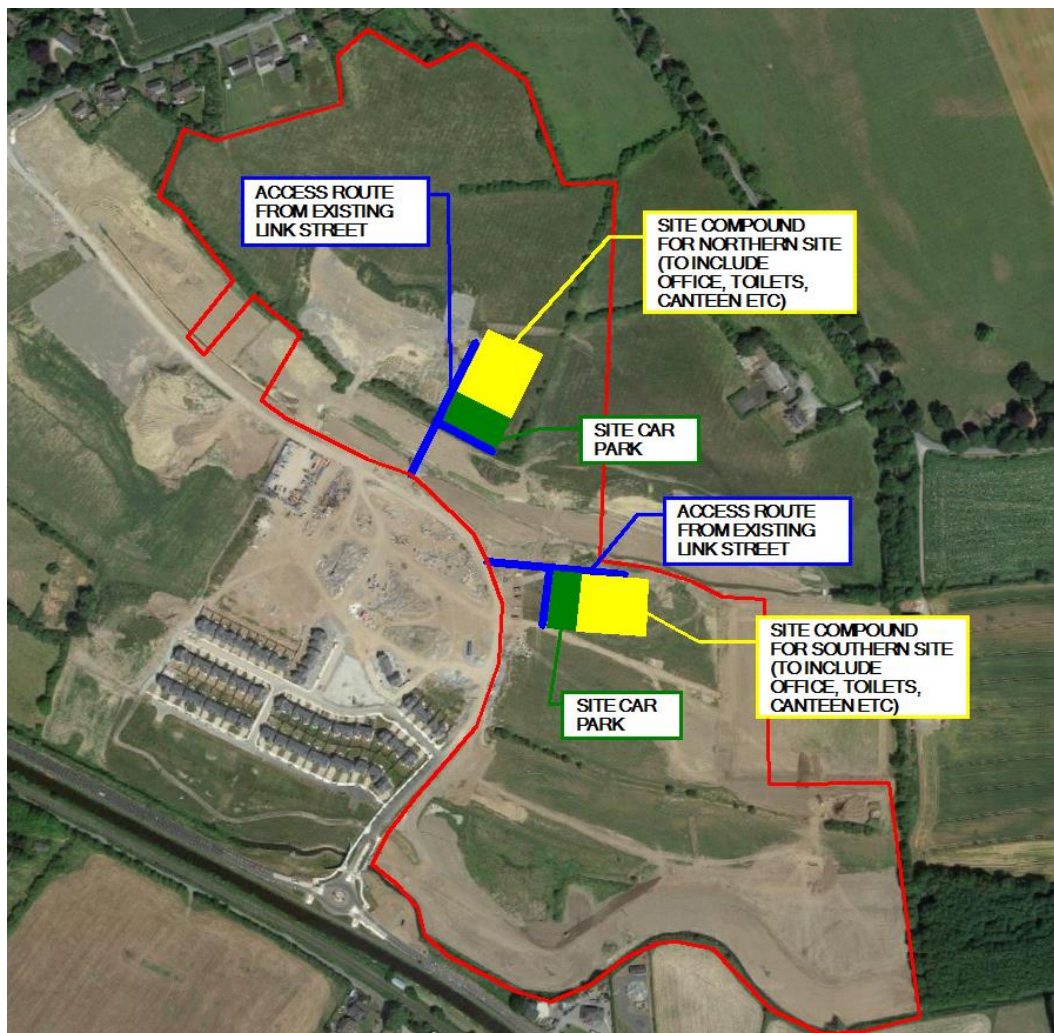 ACCESS ROUTE
FROM EXISTING
LINK STREET
SITE COMPOUND
FOR NORTHERN SITE
(TO INCLUDE
OFFICE, TOILETS,
CANTEEN ETC)
SITE CAR
PARK
ACCESS ROUTE
FROM EXISTING
LINK STREET
SITE COMPOUND
FOR SOUTHERN SITE
(TO INCLUDE
OFFICE, TOILETS,
CANTEEN ETC)
SITE CAR
PARK